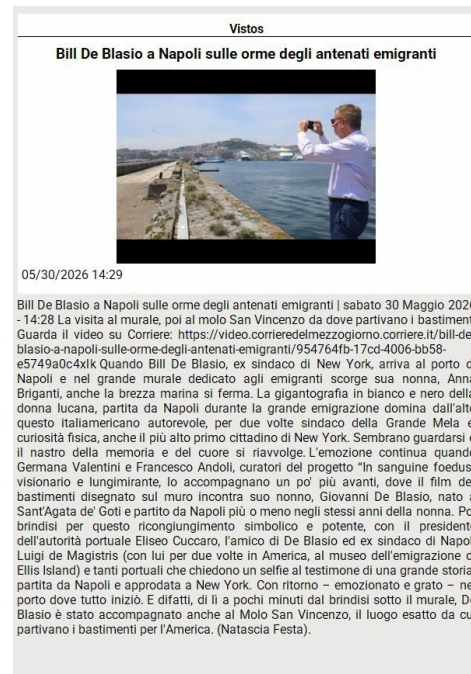 Vistos
Bill De Blasio a Napoli sulle orme degli antenati emigranti
05/30/2026 14:29
Bill De Blasio a Napoli sulle orme degli antenati emigranti | sabato 30 Maggio 2026
- 14:28 La visita al murale, poi al molo San Vincenzo da dove partivano i bastiment
Guarda il video su Corriere: https://video.corrieredelmezzogiorno.corriere.it/bill-de-
blasio-a-napoli-sulle-orme-degli-antenati-emigranti/954764fb-17cd-4006-bb58-
e5749a0c4xlk Quando Bill De Blasio, ex sindaco di New York, arriva al porto d
Napoli e nel grande murale dedicato agli emigranti scorge sua nonna, Anna
Briganti, anche la brezza marina si ferma. La gigantografia in bianco e nero della
donna lucana, partita da Napoli durante la grande emigrazione domina dall'alto
questo italiamericano autorevole, per due volte sindaco della Grande Mela e
curiosità fisica, anche il più alto primo cittadino di New York. Sembrano guardarsi e
il nastro della memoria e del cuore si riavvolge. L'emozione continua quando
Germana Valentini e Francesco Andoli, curatori del progetto "In sanguine foedus
visionario e lungimirante, lo accompagnano un po' più avanti, dove il film dei
bastimenti disegnato sul muro incontra suo nonno, Giovanni De Blasio, nato a
Sant'Agata de' Goti e partito da Napoli più o meno negli stessi anni della nonna. Po
brindisi per questo ricongiungimento simbolico e potente, con il presidente
dell'autorità portuale Eliseo Cuccaro, l'amico di De Blasio ed ex sindaco di Napol
Luigi de Magistris (con lui per due volte in America, al museo dell'emigrazione d
Ellis Island) e tanti portuali che chiedono un selfie al testimone di una grande storia
partita da Napoli e approdata a New York. Con ritorno – emozionato e grato – ne
porto dove tutto iniziò. E difatti, di lì a pochi minuti dal brindisi sotto il murale, De
Blasio è stato accompagnato anche al Molo San Vincenzo, il luogo esatto da cu
partivano i bastimenti per l'America. (Natascia Festa).